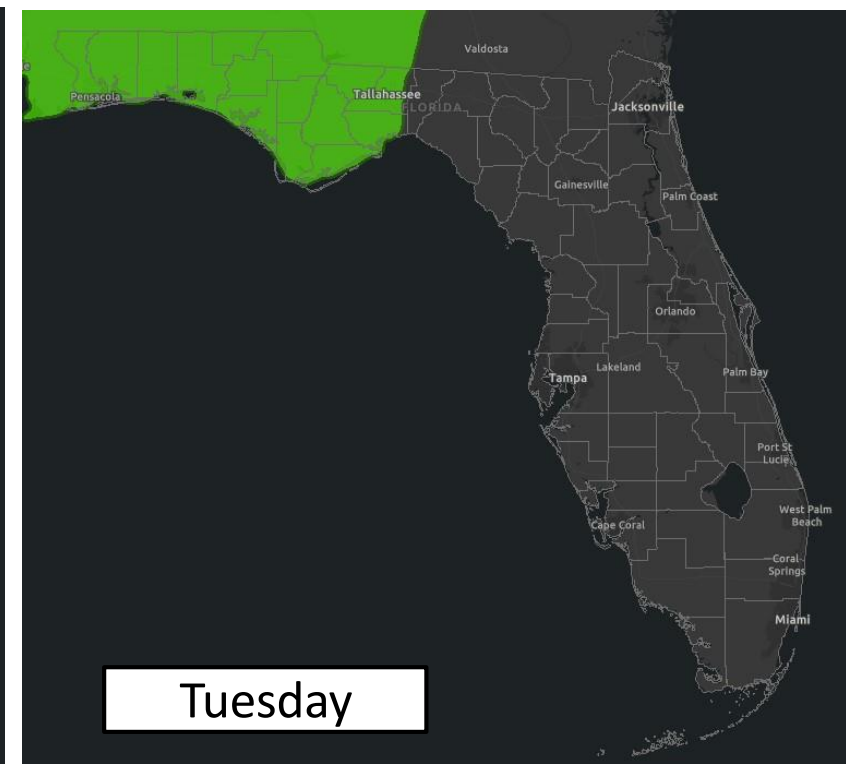 Valdosta
Pensacola
Tallahassee
FLORIDA
Jacksonville
Gainesville
Palm Coast
Orlando
Lakeland
Palm Bay
Tampa
Port St
Lucie
West Palm
Beach
Cape Coral
Coral
Springs
Miami
Tuesday